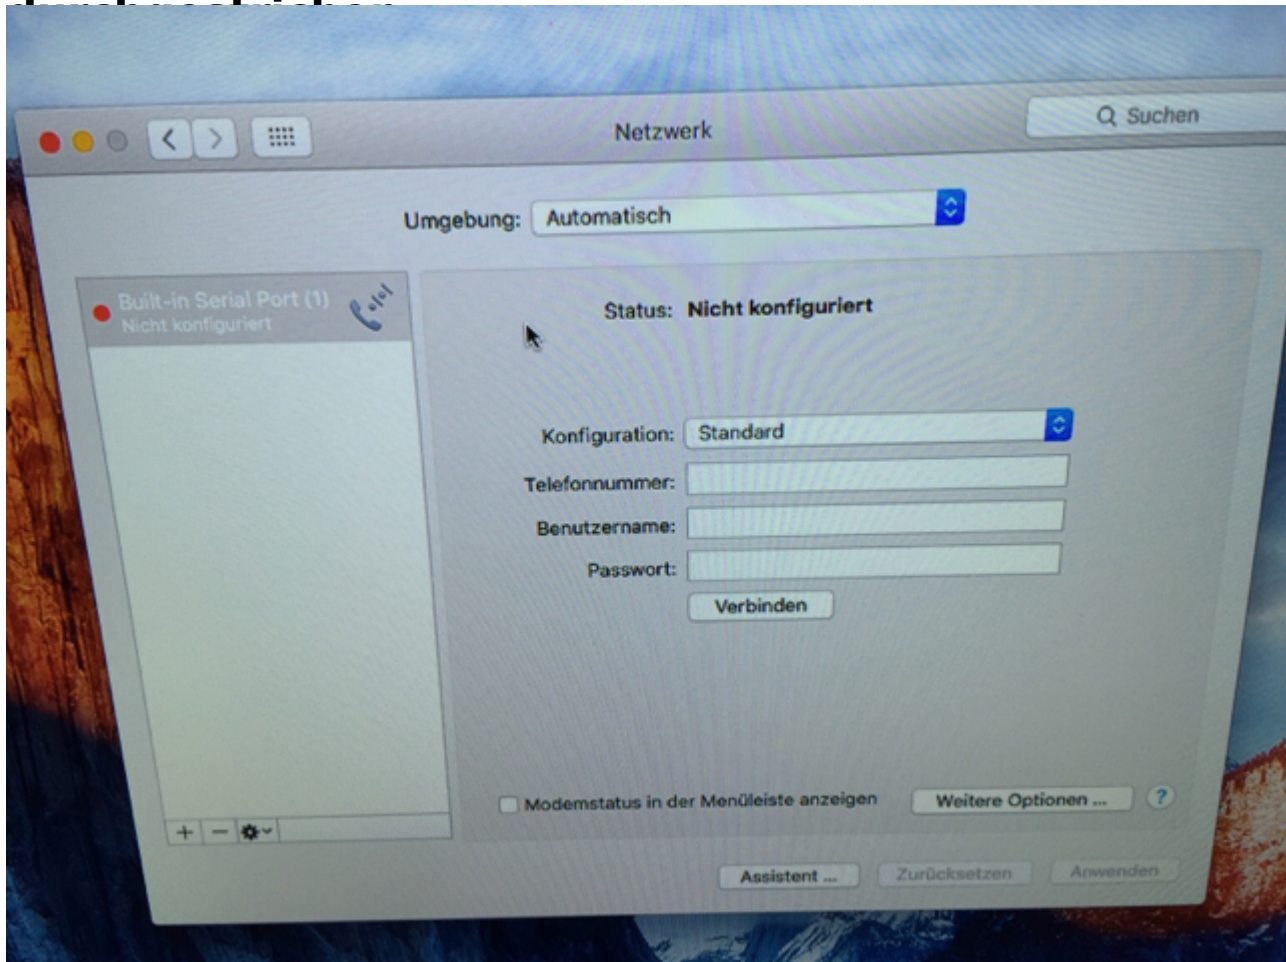 durchgestrichen
Netzwerk
Suchen
Umgebung: Automatisch
Built-in Serial Port (1)
Nicht konfiguriert
Status: Nicht konfiguriert
Konfiguration: Standard
Telefonnummer:
Benutzername:
Passwort:
Verbinden
Modemstatus in der Menüleiste anzeigen
Weitere Optionen ...
?
Assistent ...
Zurücksetzen
Anwenden